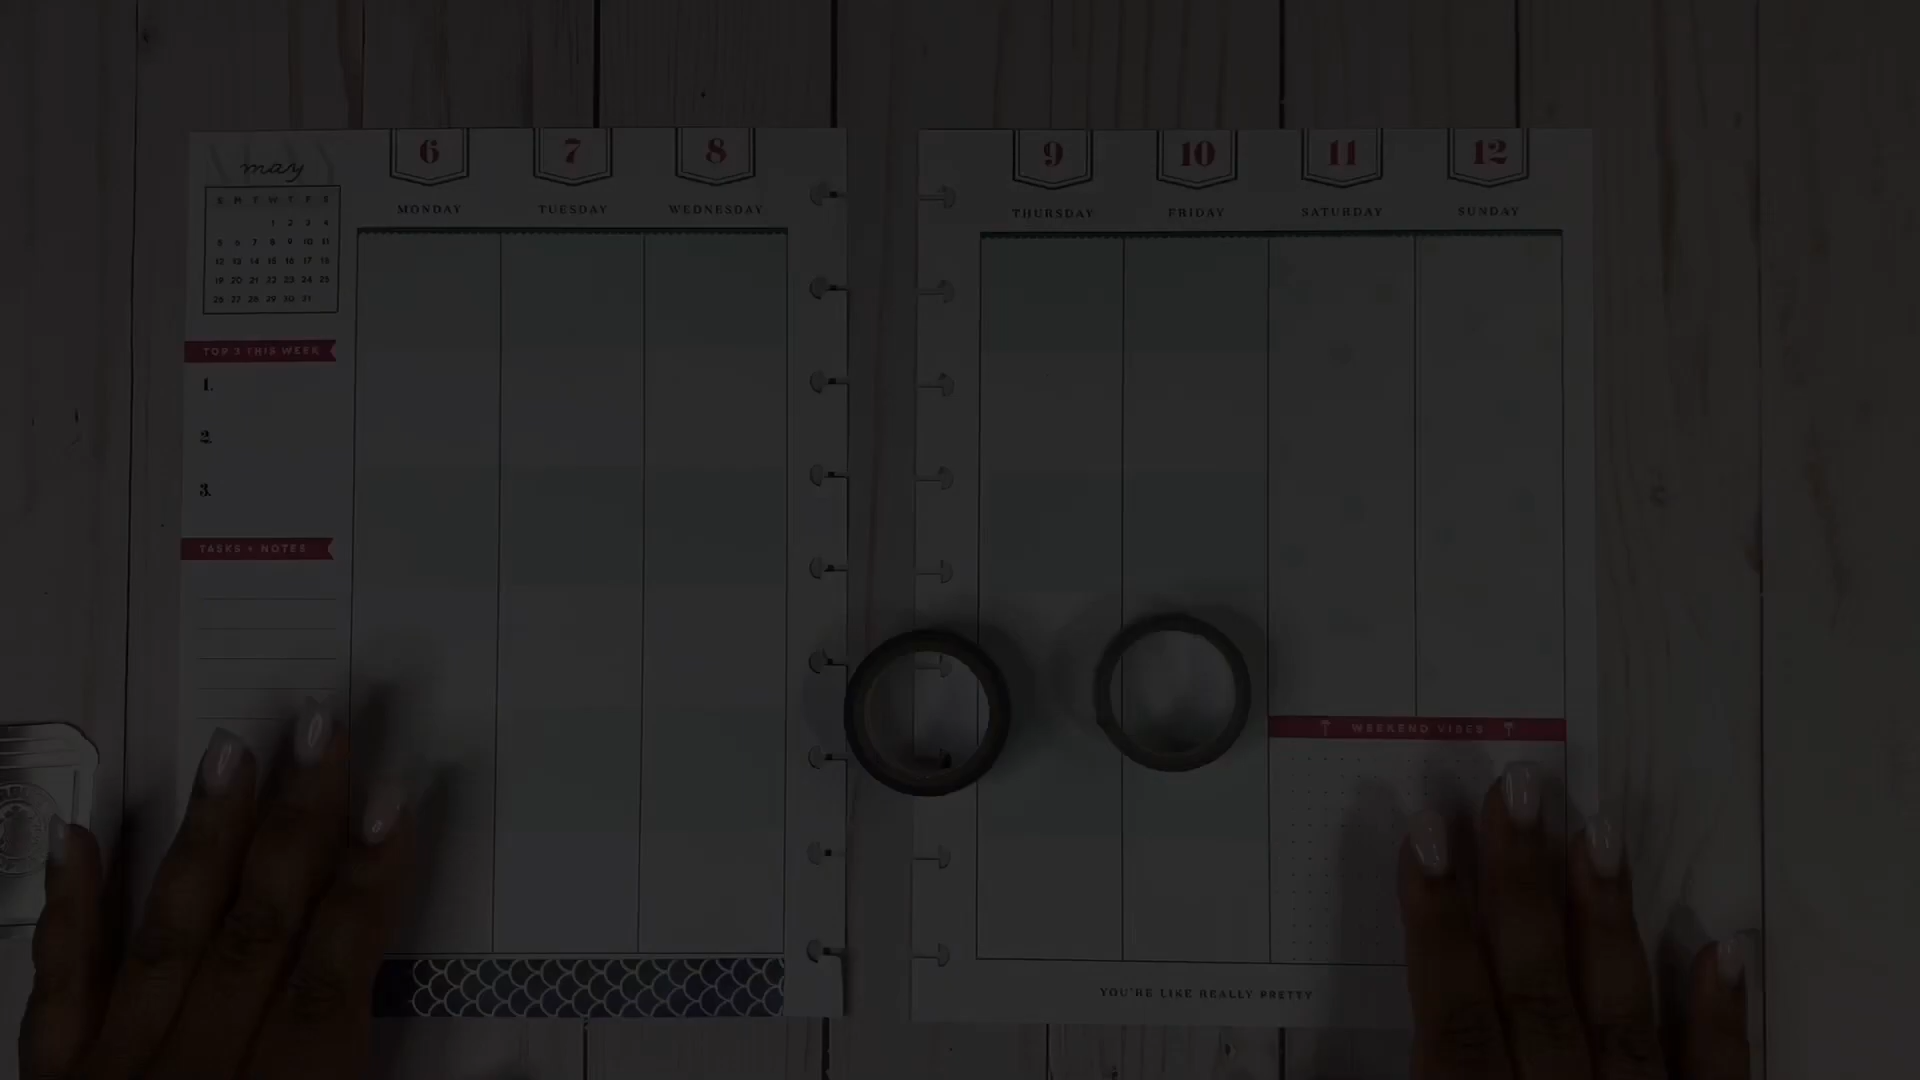 may
S M T W T F S
1 2 3 4
5 6 7 8 9 10 11
12 13 14 15 16 17 18
19 20 21 22 23 24 25
26 27 28 29 30 31
TOP 3 THIS WEEK
1.
2.
3.
TASKS + NOTES
6 7 8
MONDAY TUESDAY WEDNESDAY
9 10 11 12
THURSDAY FRIDAY SATURDAY SUNDAY
WEEKEND VIBES
YOU'RE LIKE REALLY PRETTY